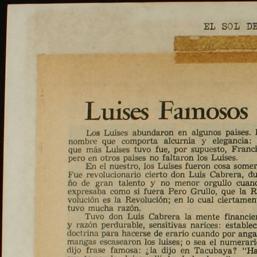 EL SOL DE
Luises Famosos
Los Luises abundaron en algunos países.
nombre que comporta alcurnia y elegancia:
que más Luises tuvo fue, por supuesto, Franci
pero en otros países no faltaron los Luises.
En el nuestro, los Luises fueron cosa somer
Fue revolucionario cierto don Luis Cabrera, du
ño de gran talento y no menor orgullo cuand
expresaba como si fuera Pero Grullo, que la R
volución es la Revolución; en lo cual ciertamen
tuvo mucha razón.
Tuvo don Luis Cabrera la mente financier
y razón perdurable, sensitivas narices: establec
doctrina para hacerse de erario cuando por anga
mangas escasearon los luises; o sea el numerari
dijo frase famosa: ¿la dijo en Tacubaya? "Ha